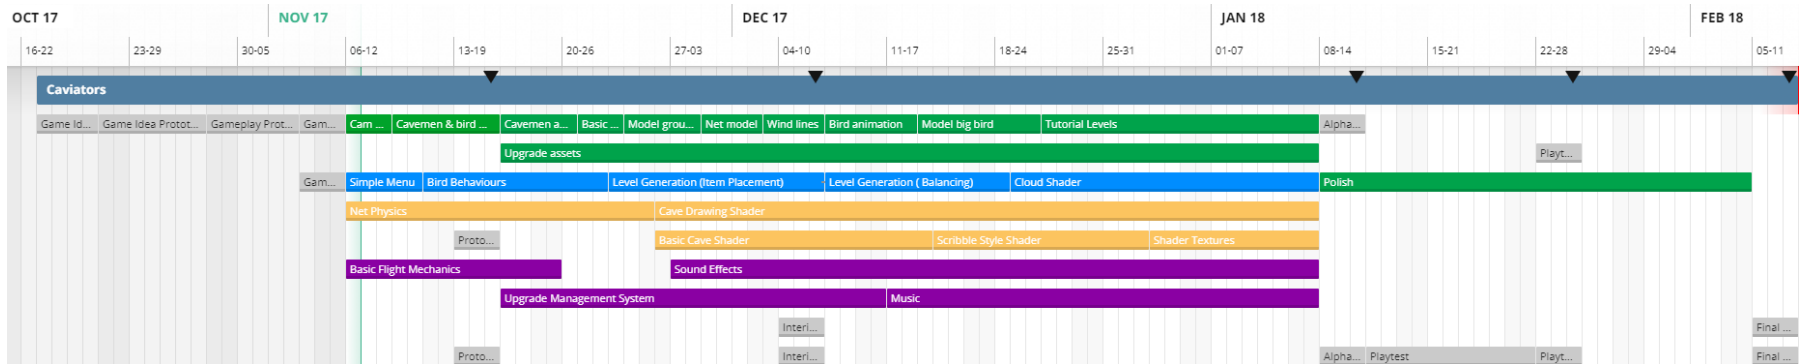 OCT 17 NOV 17 DEC 17 JAN 18 FEB 18
16-22 23-29 30-05 06-12 13-19 20-26 27-03 04-10 11-17 18-24 25-31 01-07 08-14 15-21 22-28 29-04 05-11
Caviators
Game Id... Game Idea Protot... Gameplay Prot... Gam... Cam ... Cavemen & bird ... Cavemen a... Basic ... Model grou... Net model Wind lines Bird animation Model big bird Tutorial Levels Alpha...
Upgrade assets Playt...
Gam... Simple Menu Bird Behaviours Level Generation (Item Placement) Level Generation ( Balancing) Cloud Shader Polish
Net Physics Cave Drawing Shader
Proto... Basic Cave Shader Scribble Style Shader Shader Textures
Basic Flight Mechanics Sound Effects
Upgrade Management System Music
Interi... Final ...
Proto... Interi... Alpha... Playtest Playt... Final ...